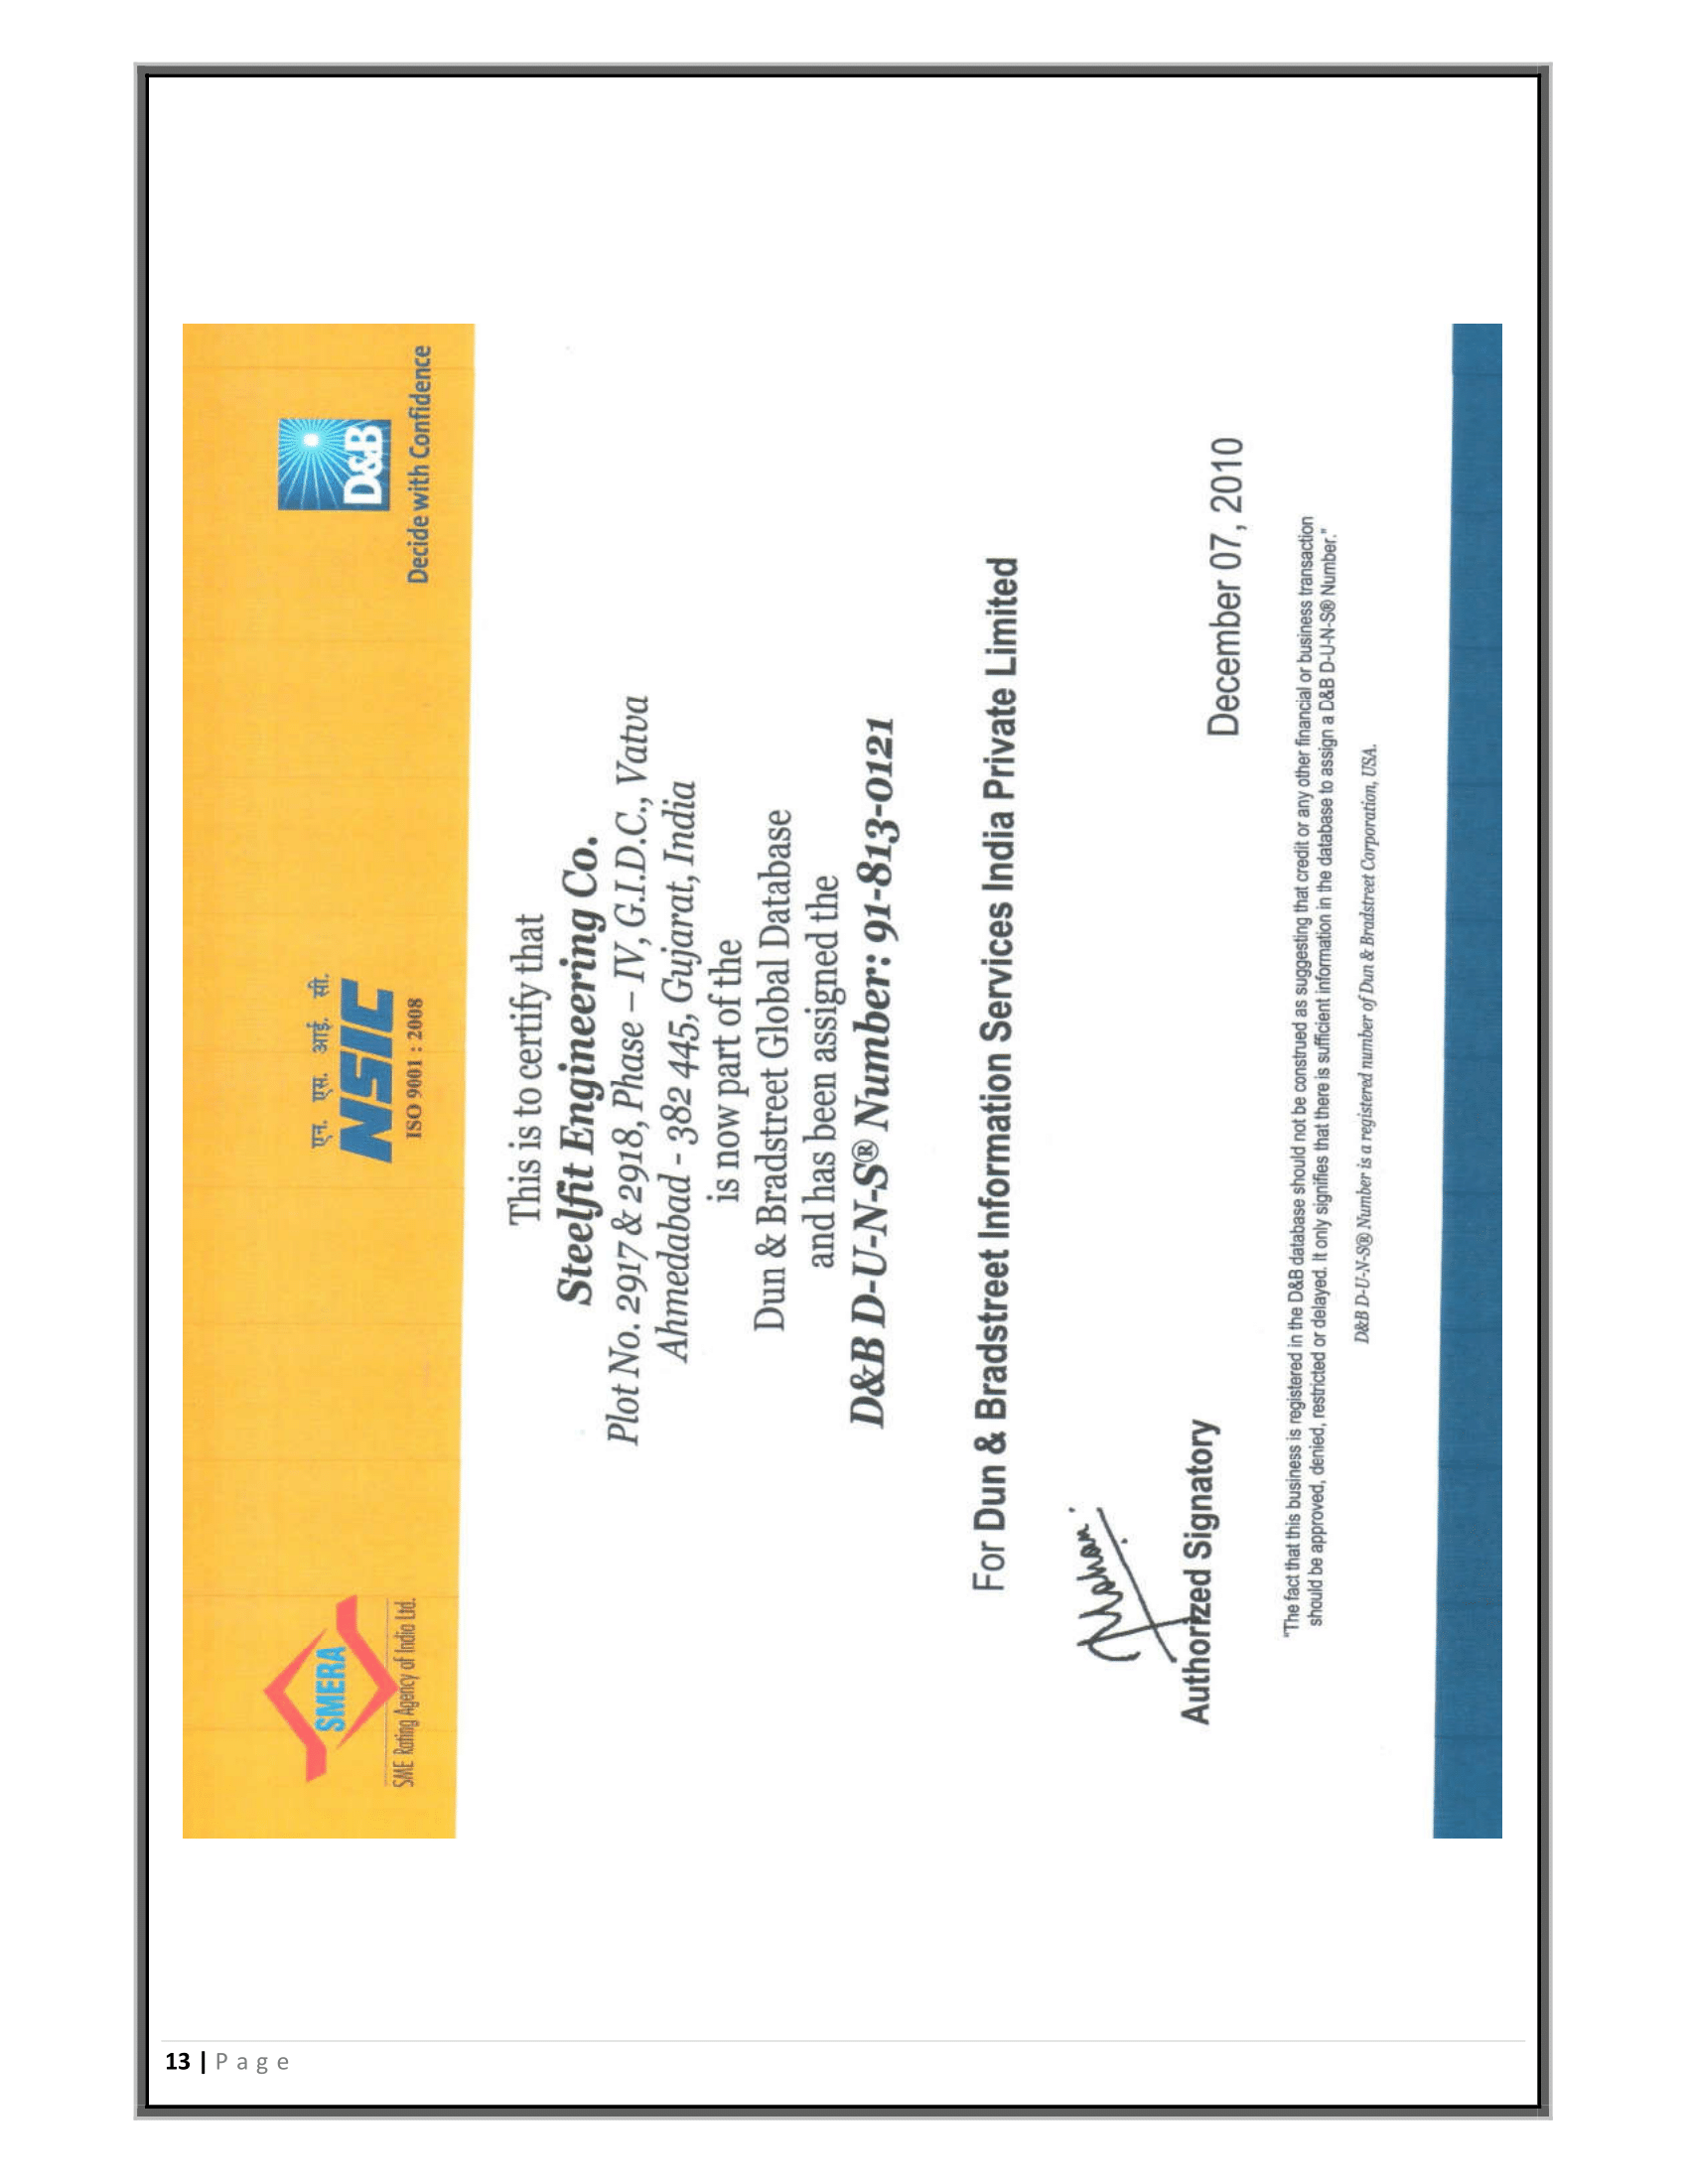 SMERA
SME Rating Agency of India Ltd.
एन. एस. आई. सी.
NSIC
ISO 9001 : 2008
D&B
Decide with Confidence
This is to certify that
Steelfit Engineering Co.
Plot No. 2917 & 2918, Phase – IV, G.I.D.C., Vatva
Ahmedabad - 382 445, Gujarat, India
is now part of the
Dun & Bradstreet Global Database
and has been assigned the
D&B D-U-N-S® Number: 91-813-0121
For Dun & Bradstreet Information Services India Private Limited
Authorized Signatory
December 07, 2010
"The fact that this business is registered in the D&B database should not be construed as suggesting that credit or any other financial or business transaction
should be approved, denied, restricted or delayed. It only signifies that there is sufficient information in the database to assign a D&B D-U-N-S® Number."
D&B D-U-N-S® Number is a registered number of Dun & Bradstreet Corporation, USA.
13 | Page